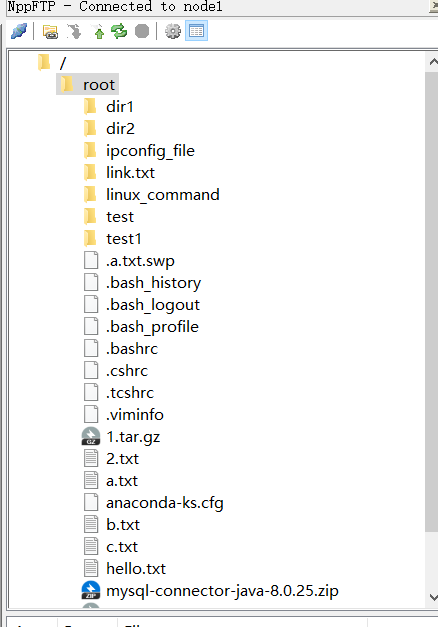 NppFTP - Connected to node1
/
root
dir1
dir2
ipconfig_file
link.txt
linux_command
test
test1
.a.txt.swp
.bash_history
.bash_logout
.bash_profile
.bashrc
.cshrc
.tcshrc
.viminfo
1.tar.gz
2.txt
a.txt
anaconda-ks.cfg
b.txt
c.txt
hello.txt
mysql-connector-java-8.0.25.zip